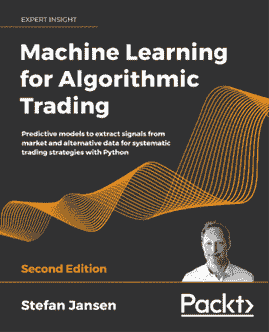 EXPERT INSIGHT
Machine Learning
for Algorithmic
Trading
Predictive models to extract signals from
market and alternative data for systematic
trading strategies with Python
Second Edition
Stefan Jansen
Packt>